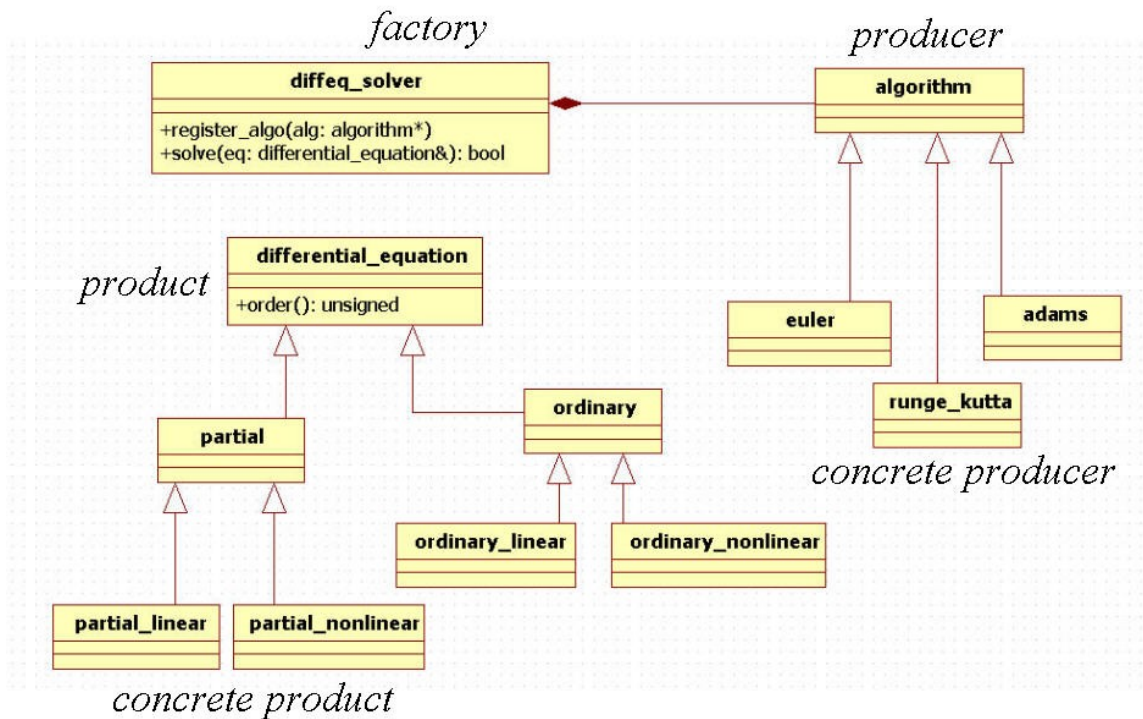 factory
producer
diffeq_solver
+register_algo(alg: algorithm*)
+solve(eq: differential_equation&): bool
algorithm
differential_equation
+order(): unsigned
product
euler
adams
runge_kutta
concrete producer
partial
ordinary
ordinary_linear
ordinary_nonlinear
partial_linear
partial_nonlinear
concrete product